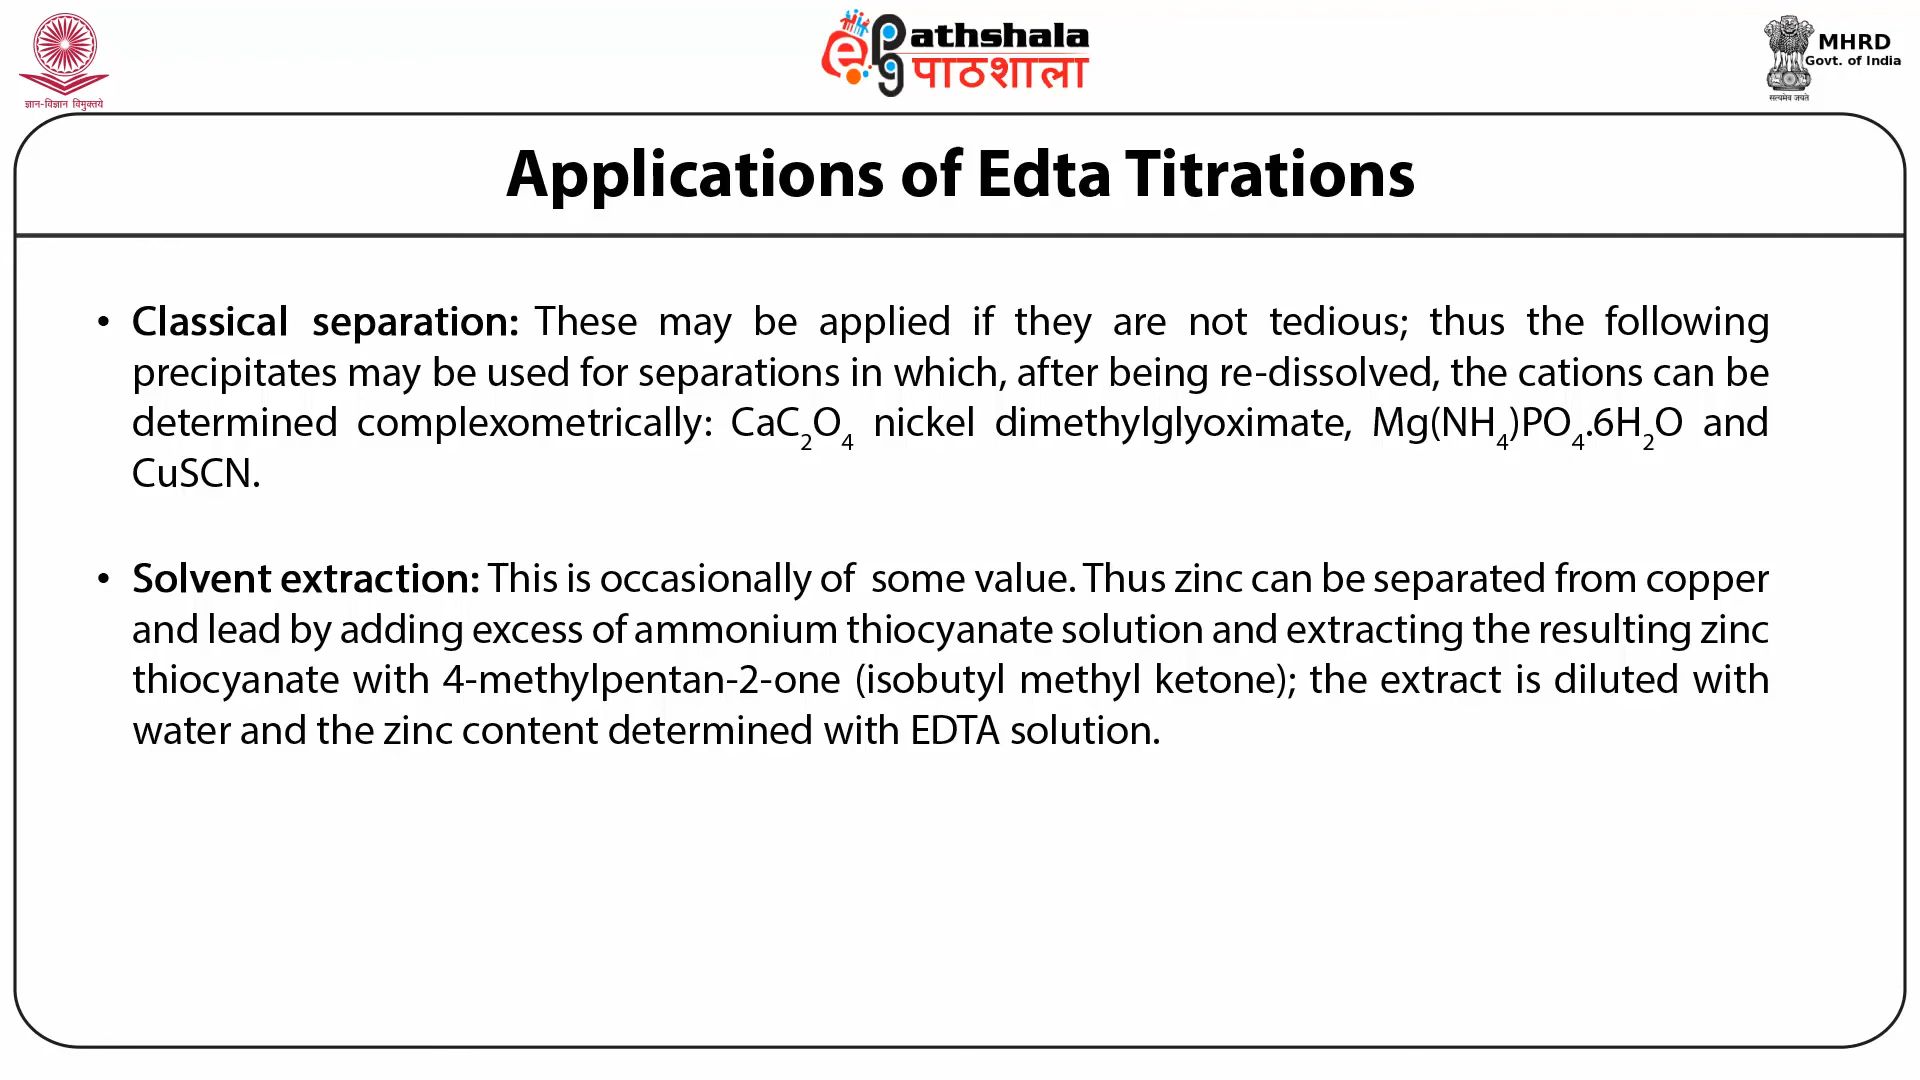 ज्ञान-विज्ञान विमुक्तये
ePG
athshala
पाठशाला
MHRD
Govt. of India
सत्यमेव जयते
Applications of Edta Titrations
• Classical separation: These may be applied if they are not tedious; thus the following
precipitates may be used for separations in which, after being re-dissolved, the cations can be
determined complexometrically: CaC₂O₄ nickel dimethylglyoximate, Mg(NH₄)PO₄.6H₂O and
CuSCN.
• Solvent extraction: This is occasionally of some value. Thus zinc can be separated from copper
and lead by adding excess of ammonium thiocyanate solution and extracting the resulting zinc
thiocyanate with 4-methylpentan-2-one (isobutyl methyl ketone); the extract is diluted with
water and the zinc content determined with EDTA solution.